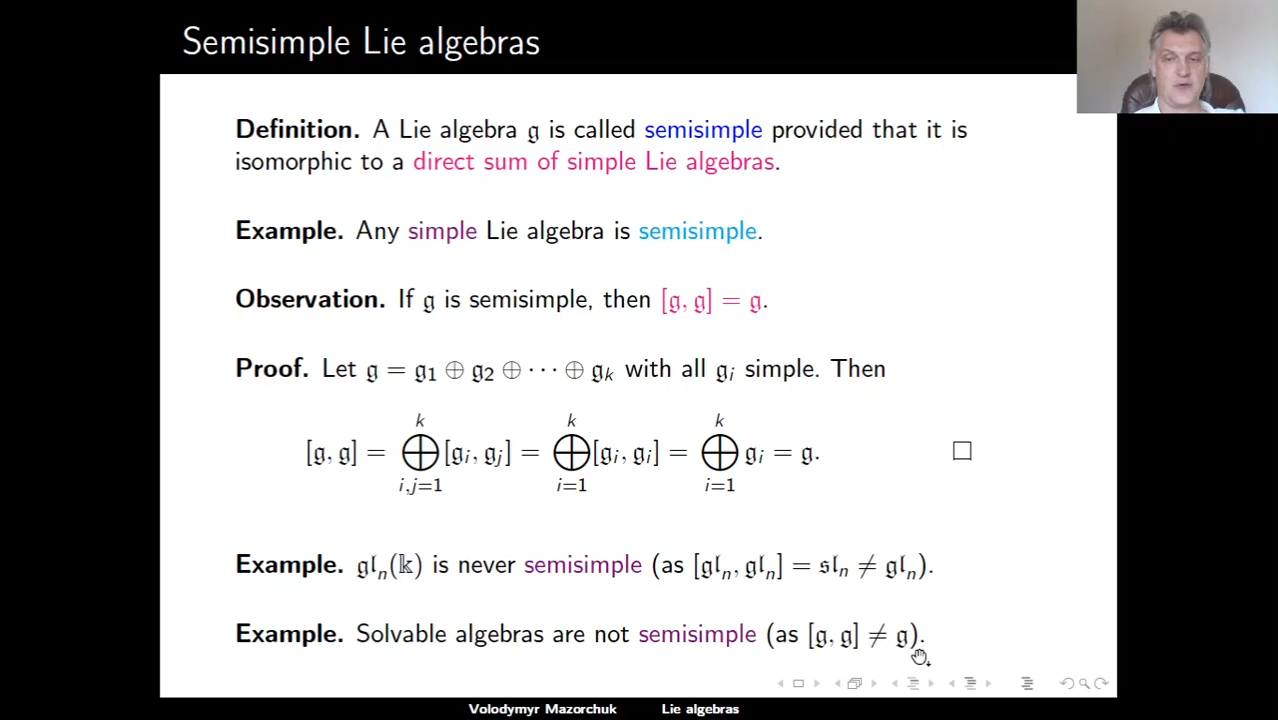 Semisimple Lie algebras
Definition. A Lie algebra 𝔤 is called semisimple provided that it is
isomorphic to a direct sum of simple Lie algebras.
Example. Any simple Lie algebra is semisimple.
Observation. If 𝔤 is semisimple, then [𝔤, 𝔤] = 𝔤.
Proof. Let 𝔤 = 𝔤₁ ⊕ 𝔤₂ ⊕ ⋯ ⊕ 𝔤ₖ with all 𝔤ᵢ simple. Then
[𝔤, 𝔤] = ⨁_{i,j=1}^{k} [𝔤ᵢ, 𝔤ⱼ] = ⨁_{i=1}^{k} [𝔤ᵢ, 𝔤ᵢ] = ⨁_{i=1}^{k} 𝔤ᵢ = 𝔤. □
Example. 𝔤𝔩ₙ(𝕜) is never semisimple (as [𝔤𝔩ₙ, 𝔤𝔩ₙ] = 𝔰𝔩ₙ ≠ 𝔤𝔩ₙ).
Example. Solvable algebras are not semisimple (as [𝔤, 𝔤] ≠ 𝔤).
Volodymyr Mazorchuk Lie algebras